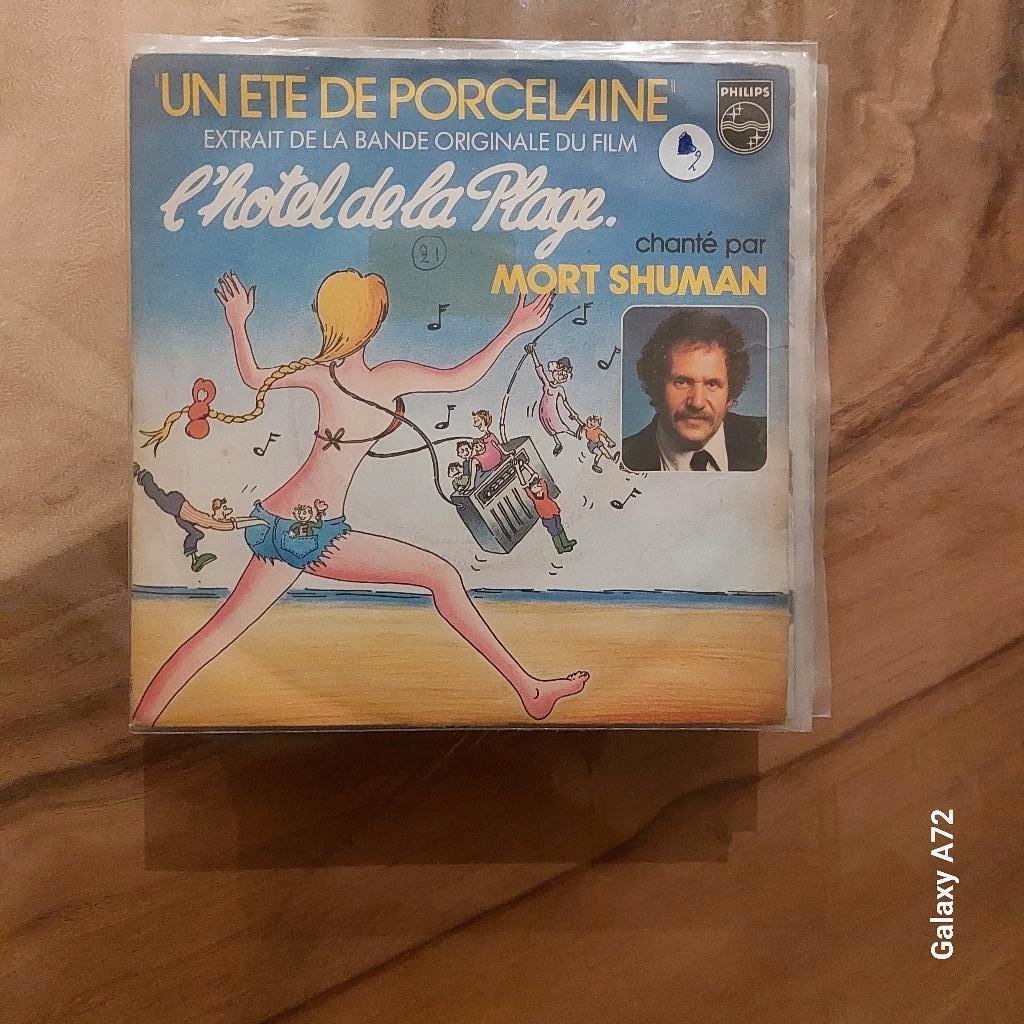 "UN ETE DE PORCELAINE"
PHILIPS
EXTRAIT DE LA BANDE ORIGINALE DU FILM
2
l'hotel de la Plage.
21
chanté par
MORT SHUMAN
Galaxy A72